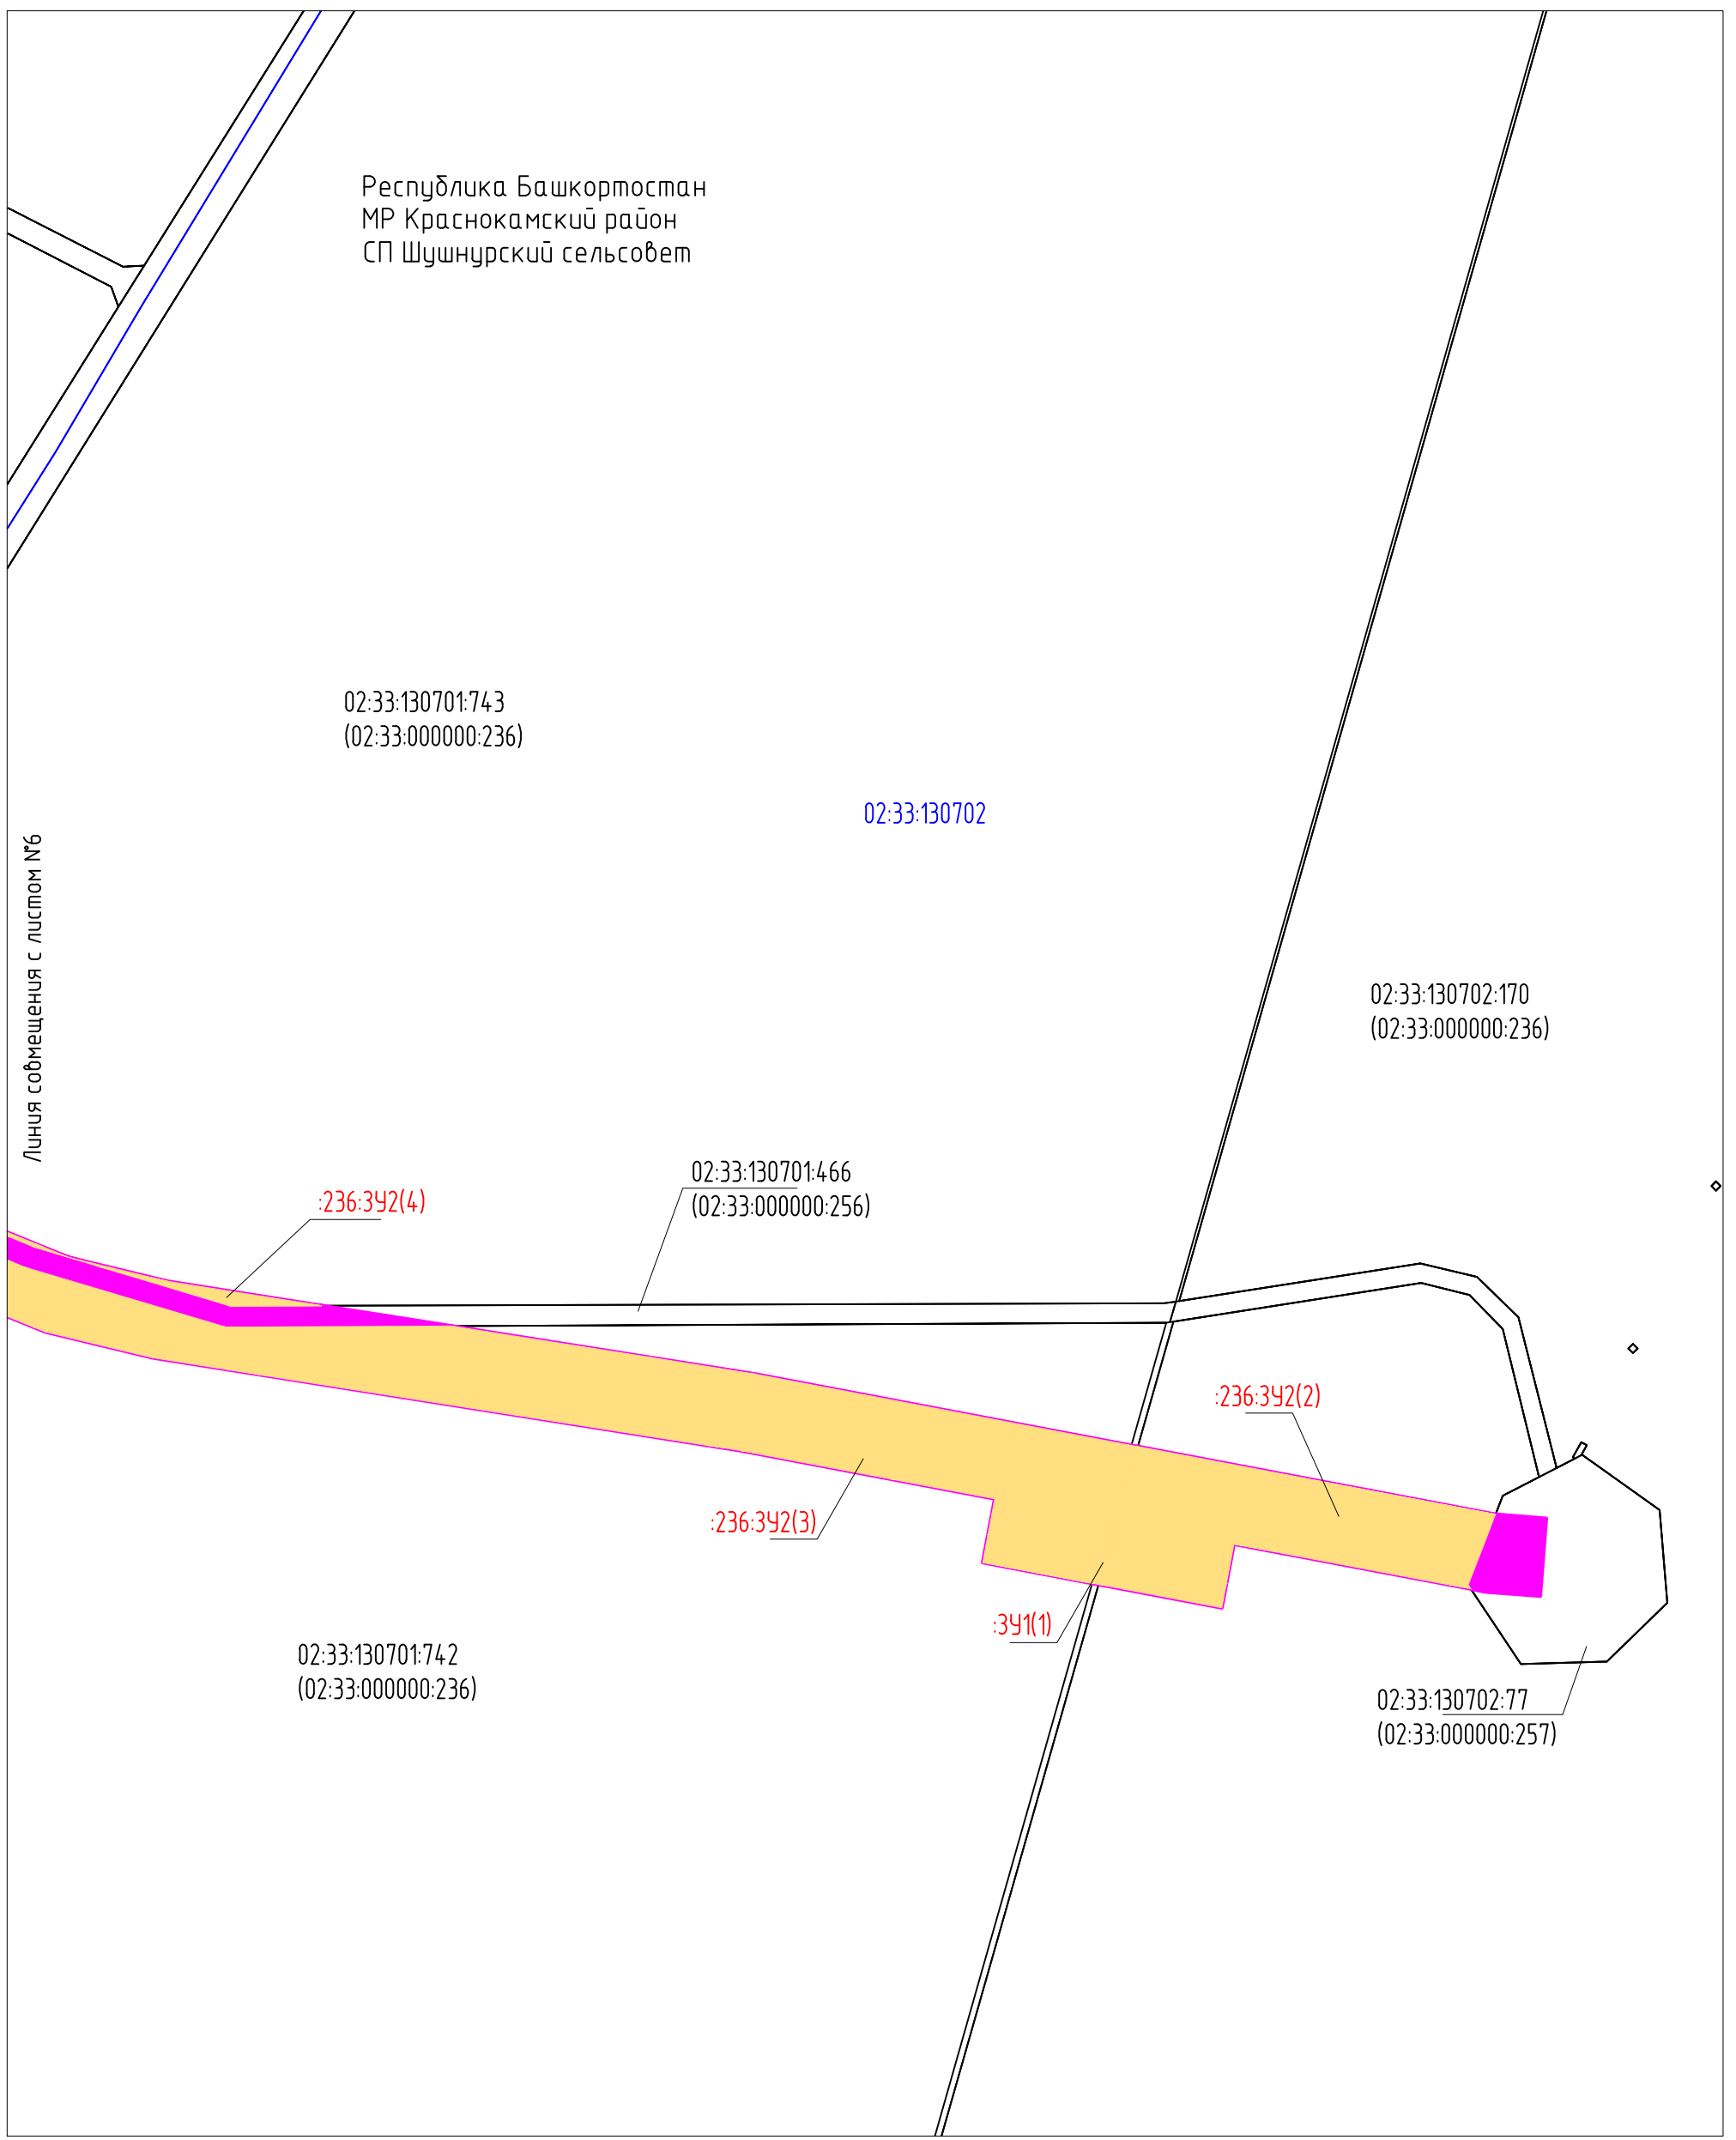 Республика Башкортостан
МР Краснокамский район
СП Шушнурский сельсовет
02:33:130701:743
(02:33:000000:236)
02:33:130702
Линия совмещения с листом №6
02:33:130702:170
(02:33:000000:236)
02:33:130701:466
(02:33:000000:256)
:236:ЗУ2(4)
:236:ЗУ2(2)
:236:ЗУ2(3)
:ЗУ1(1)
02:33:130701:742
(02:33:000000:236)
02:33:130702:77
(02:33:000000:257)